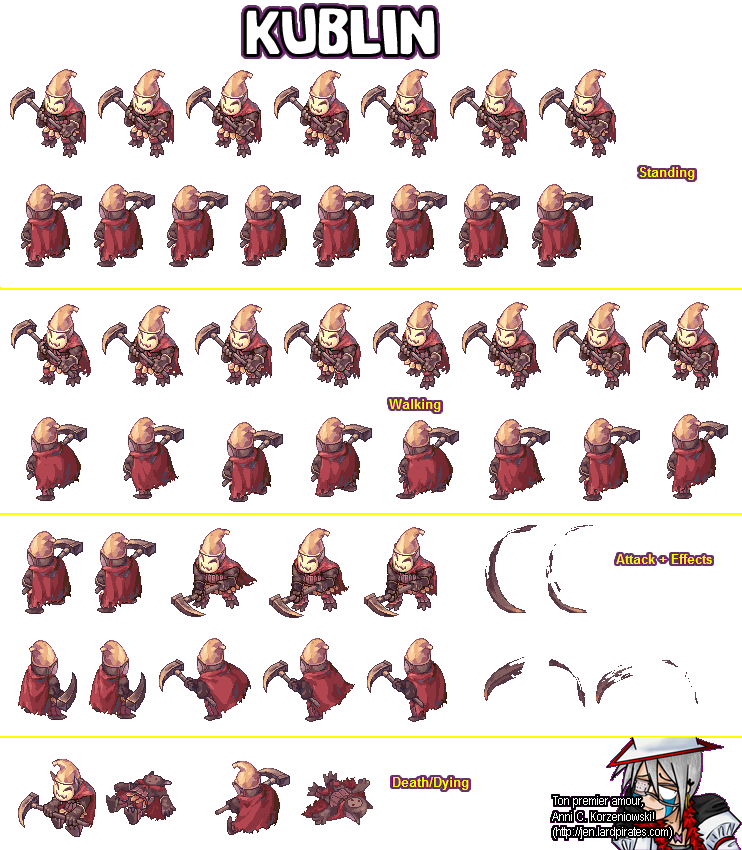 KUBLIN
Standing
Walking
Attack + Effects
Death/Dying
Ton premier amour,
Anni C. Korzeniowski!
(http://jen.lardpirates.com)